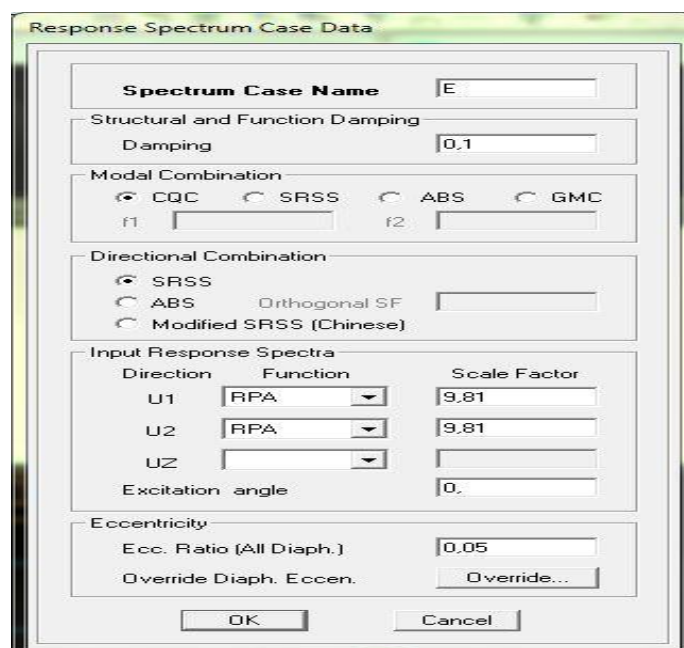 Response Spectrum Case Data
Spectrum Case Name E
Structural and Function Damping
Damping 0,1
Modal Combination
CQC SRSS ABS GMC
f1 f2
Directional Combination
SRSS
ABS Orthogonal SF
Modified SRSS (Chinese)
Input Response Spectra
Direction Function Scale Factor
U1 RPA 9,81
U2 RPA 9,81
UZ
Excitation angle 0,
Eccentricity
Ecc. Ratio (All Diaph.) 0,05
Override Diaph. Eccen. Override...
OK Cancel